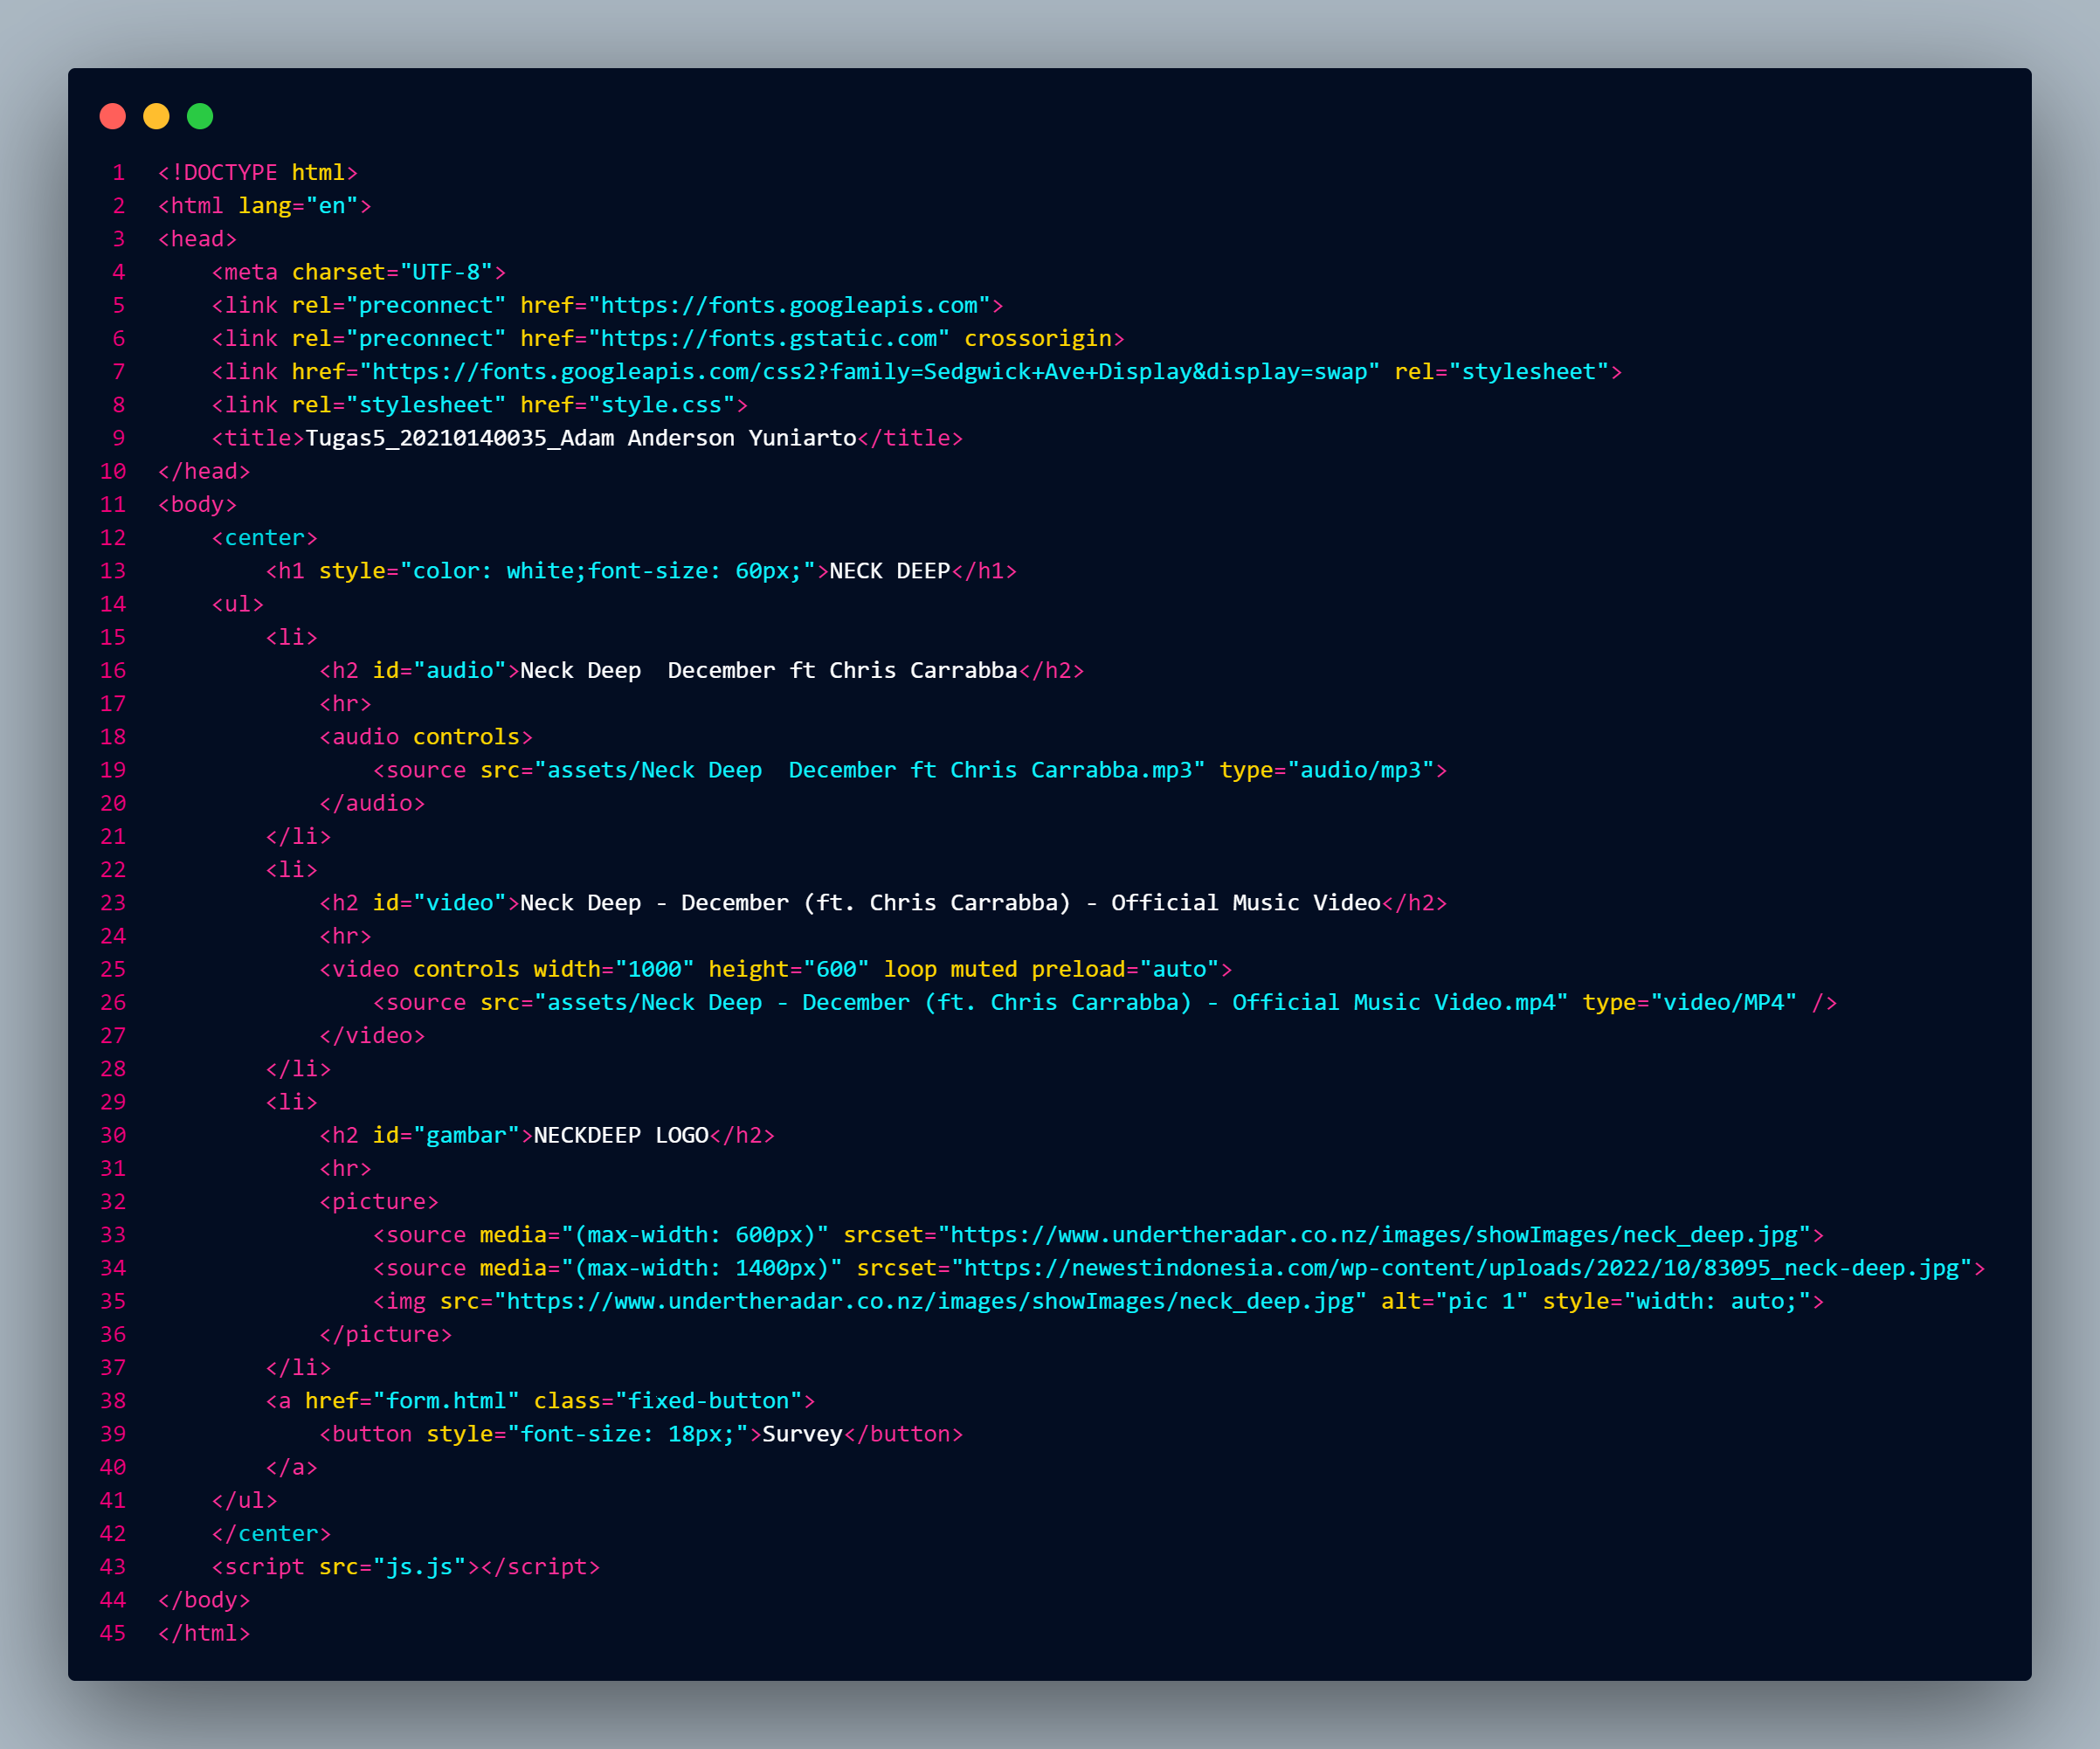 1 <!DOCTYPE html>
2 <html lang="en">
3 <head>
4     <meta charset="UTF-8">
5     <link rel="preconnect" href="https://fonts.googleapis.com">
6     <link rel="preconnect" href="https://fonts.gstatic.com" crossorigin>
7     <link href="https://fonts.googleapis.com/css2?family=Sedgwick+Ave+Display&display=swap" rel="stylesheet">
8     <link rel="stylesheet" href="style.css">
9     <title>Tugas5_20210140035_Adam Anderson Yuniarto</title>
10 </head>
11 <body>
12     <center>
13         <h1 style="color: white;font-size: 60px;">NECK DEEP</h1>
14     <ul>
15         <li>
16             <h2 id="audio">Neck Deep  December ft Chris Carrabba</h2>
17             <hr>
18             <audio controls>
19                 <source src="assets/Neck Deep  December ft Chris Carrabba.mp3" type="audio/mp3">
20             </audio>
21         </li>
22         <li>
23             <h2 id="video">Neck Deep - December (ft. Chris Carrabba) - Official Music Video</h2>
24             <hr>
25             <video controls width="1000" height="600" loop muted preload="auto">
26                 <source src="assets/Neck Deep - December (ft. Chris Carrabba) - Official Music Video.mp4" type="video/MP4" />
27             </video>
28         </li>
29         <li>
30             <h2 id="gambar">NECKDEEP LOGO</h2>
31             <hr>
32             <picture>
33                 <source media="(max-width: 600px)" srcset="https://www.undertheradar.co.nz/images/showImages/neck_deep.jpg">
34                 <source media="(max-width: 1400px)" srcset="https://newestindonesia.com/wp-content/uploads/2022/10/83095_neck-deep.jpg">
35                 <img src="https://www.undertheradar.co.nz/images/showImages/neck_deep.jpg" alt="pic 1" style="width: auto;">
36             </picture>
37         </li>
38         <a href="form.html" class="fixed-button">
39             <button style="font-size: 18px;">Survey</button>
40         </a>
41     </ul>
42     </center>
43     <script src="js.js"></script>
44 </body>
45 </html>